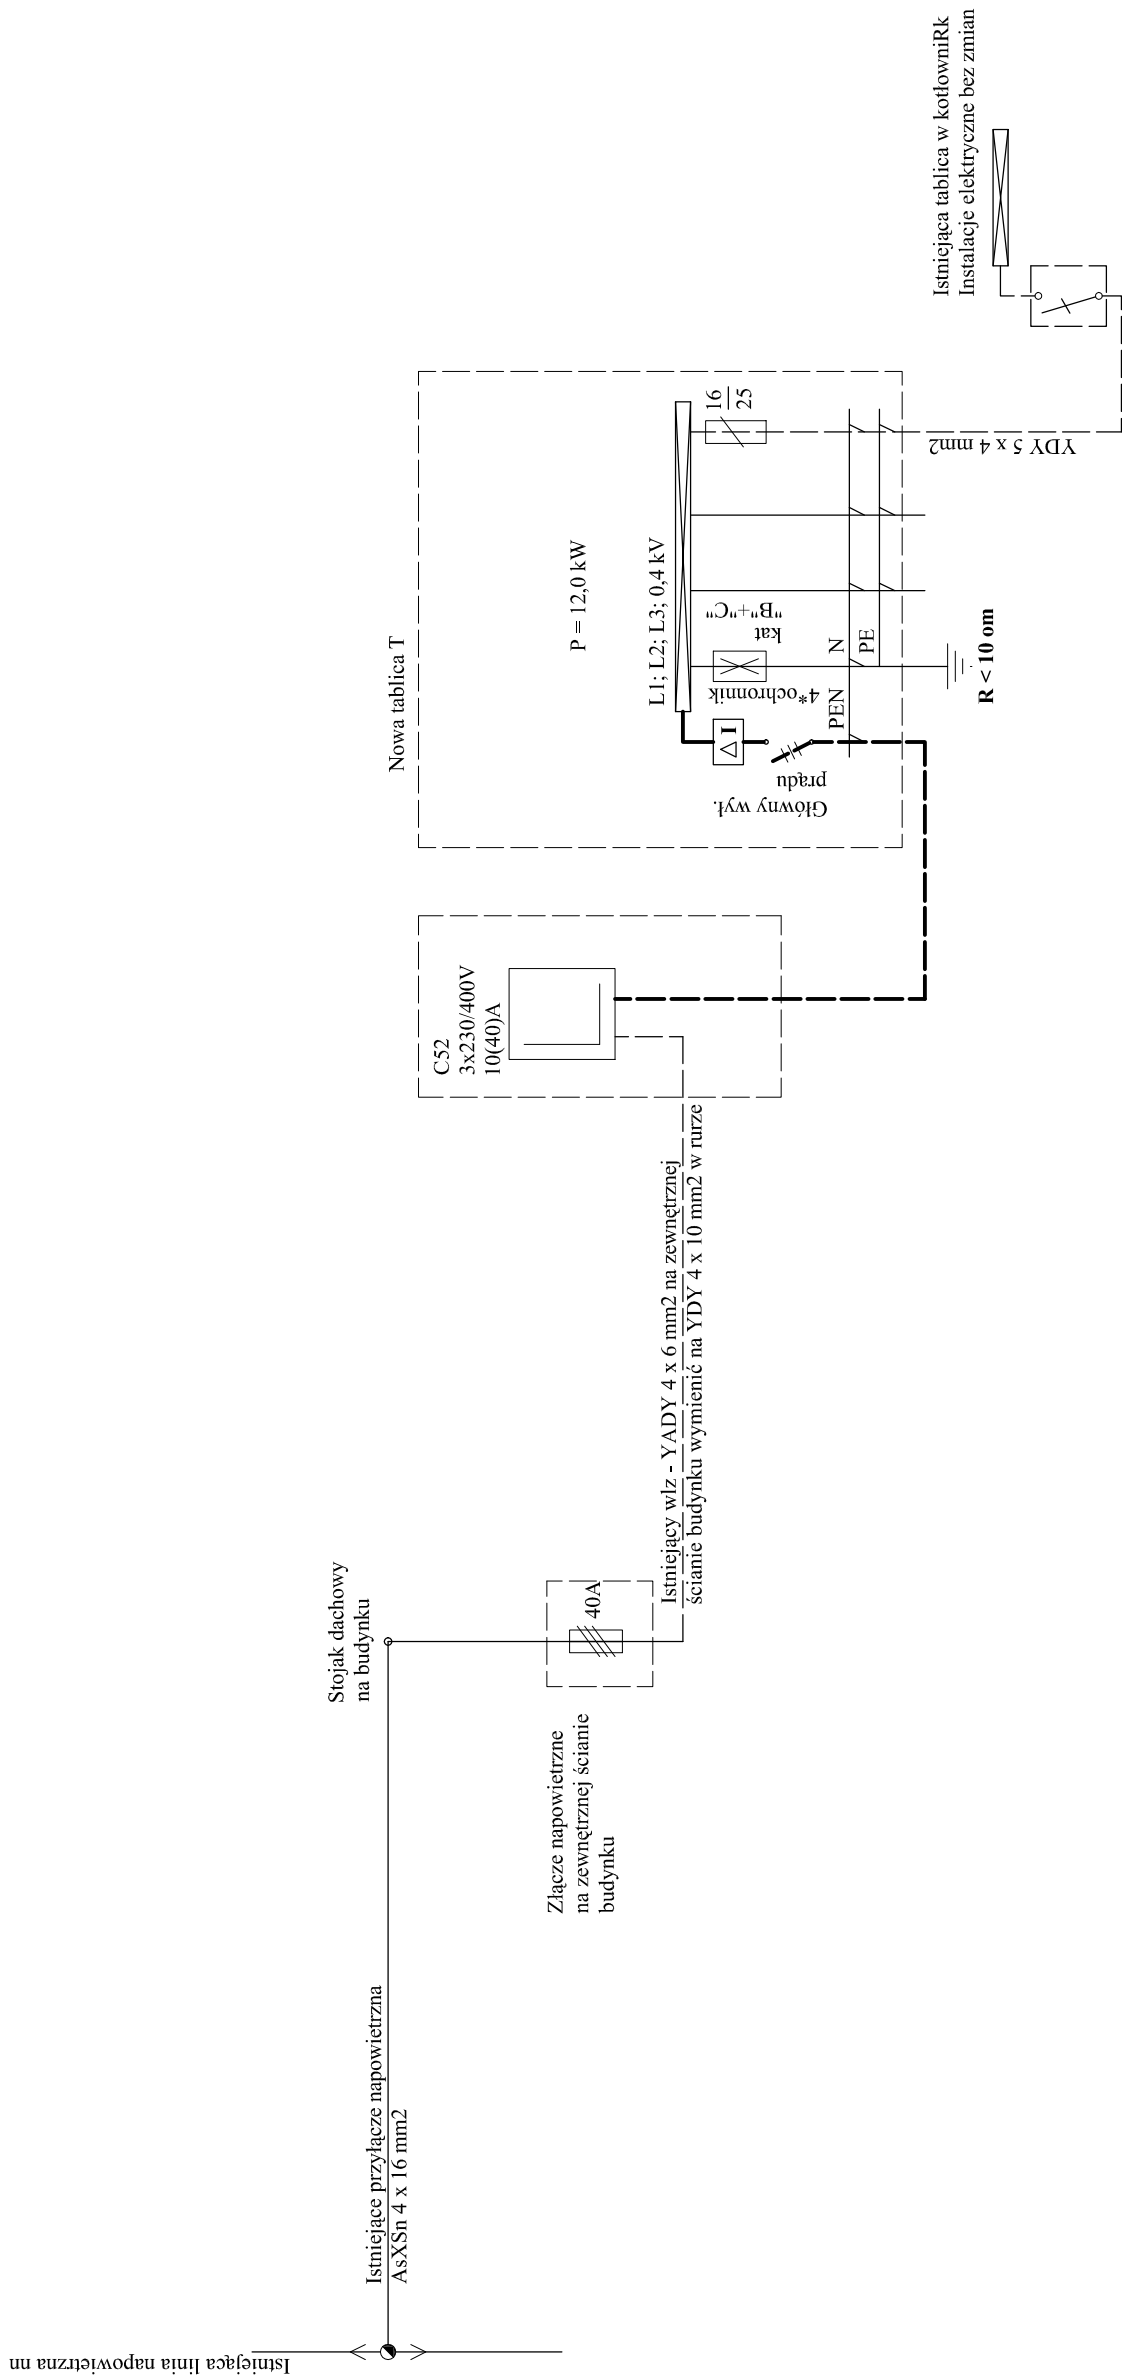 Istniejąca linia napowietrzna nn
Istniejące przyłącze napowietrzna
AsXSn 4 x 16 mm2
Stojak dachowy
na budynku
Złącze napowietrzne
na zewnętrznej ścianie
budynku
40A
Istniejący wlz - YADY 4 x 6 mm2 na zewnętrznej
ścianie budynku wymienić na YDY 4 x 10 mm2 w rurze
C52
3x230/400V
10(40)A
Nowa tablica T
P = 12,0 kW
L1; L2; L3; 0,4 kV
Główny wył.
prądu
Δ I
4*ochronnik
kat
"B"+"C"
PEN
N
PE
R < 10 om
16
25
YDY 5 x 4 mm2
Istniejąca tablica w kotłowniRk
Instalacje elektryczne bez zmian